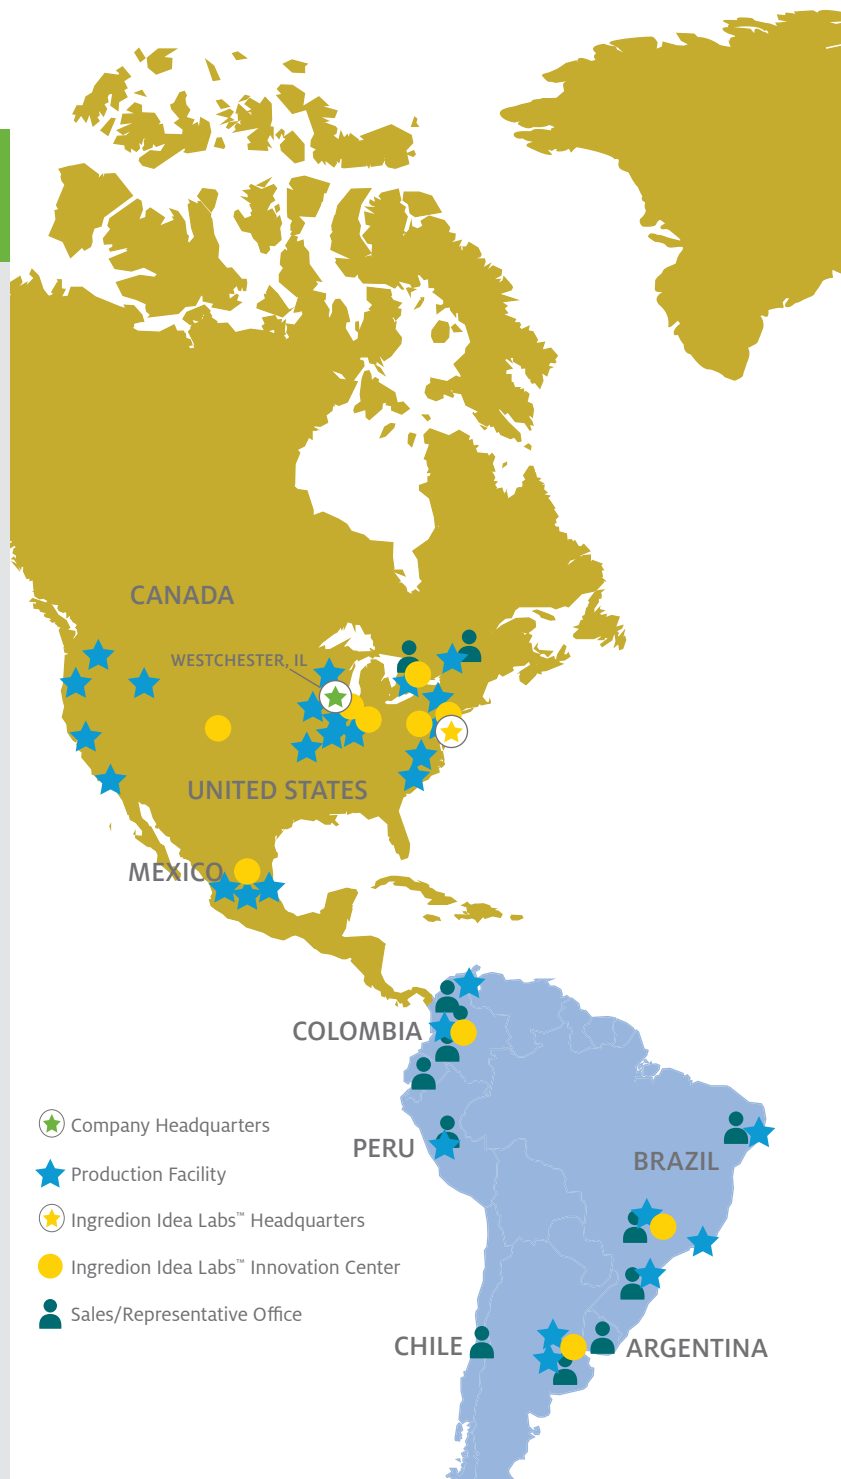 CANADA
WESTCHESTER, IL
UNITED STATES
MEXICO
COLOMBIA
Company Headquarters
PERU
BRAZIL
Production Facility
Ingredion Idea Labs™ Headquarters
Ingredion Idea Labs™ Innovation Center
Sales/Representative Office
CHILE
ARGENTINA